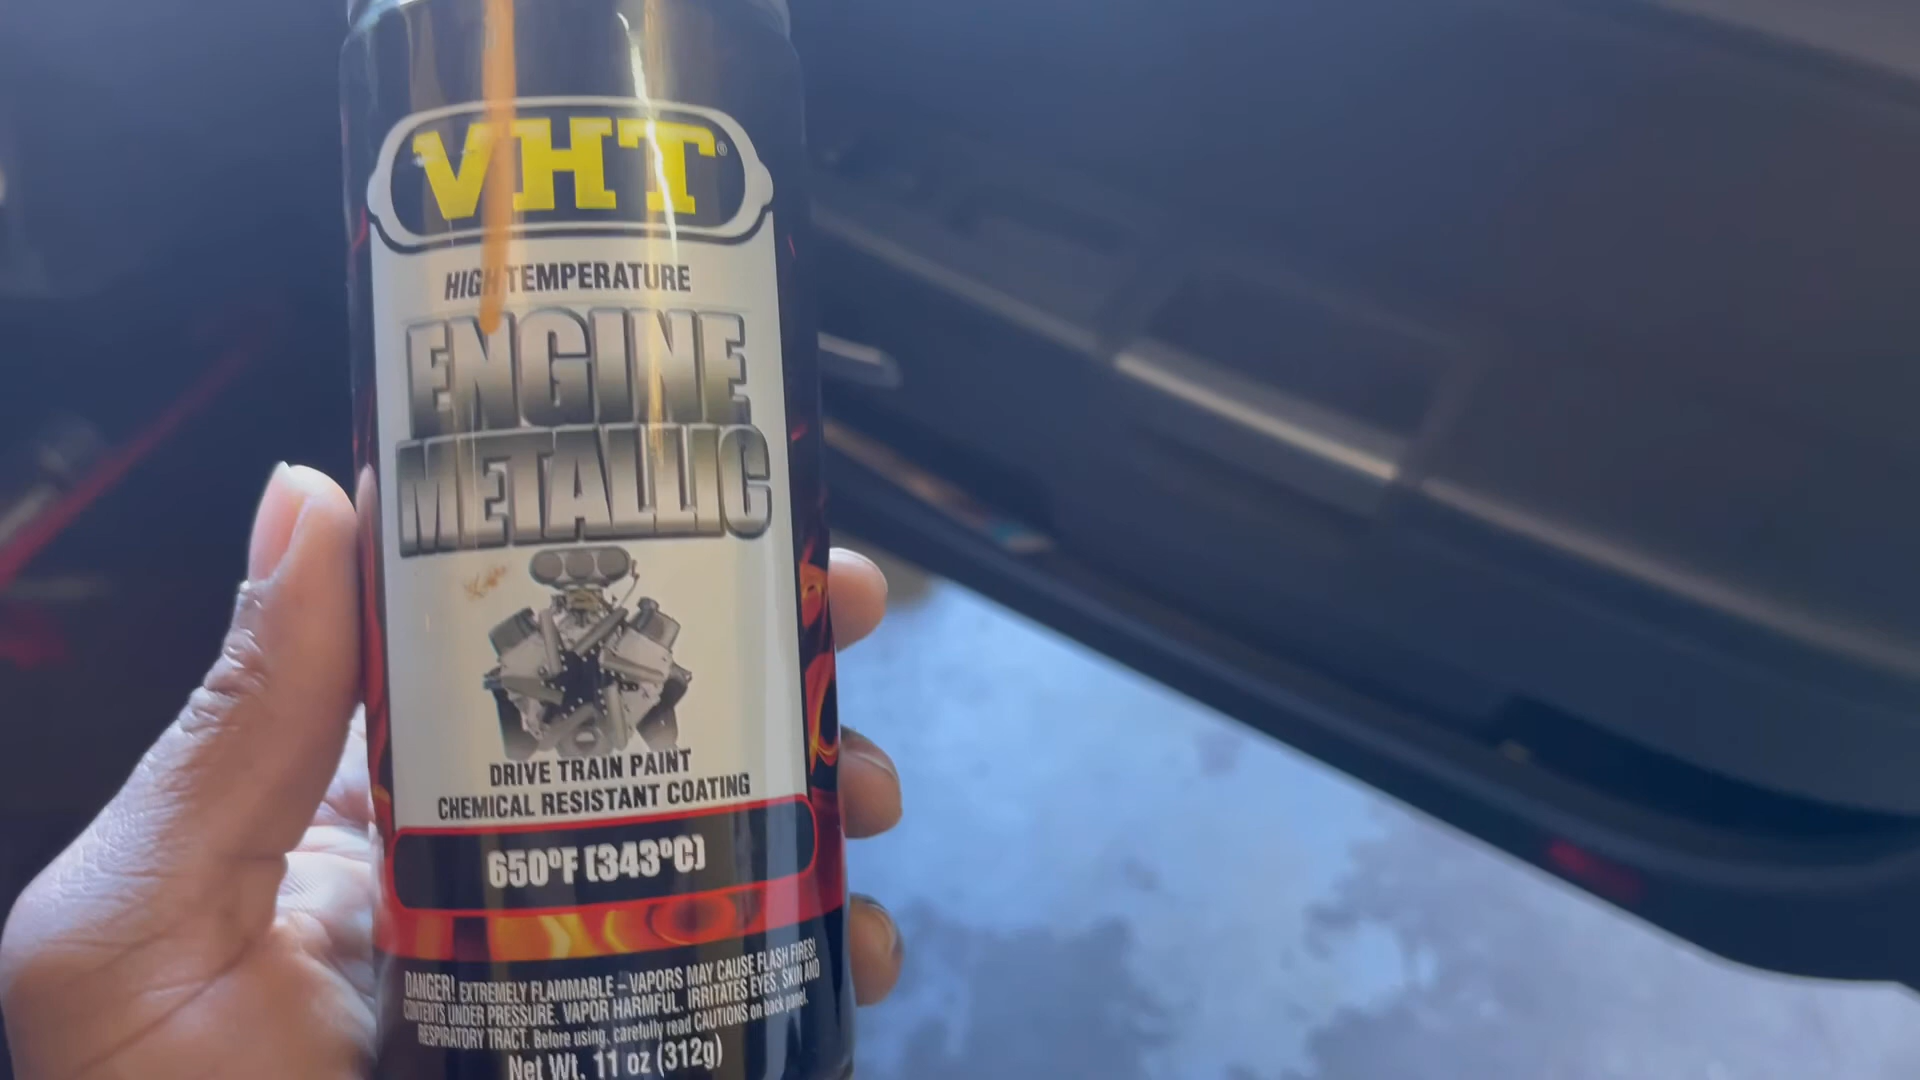 VHT®
HIGH TEMPERATURE
ENGINE
METALLIC
DRIVE TRAIN PAINT
CHEMICAL RESISTANT COATING
650ºF (343ºC)
DANGER! EXTREMELY FLAMMABLE – VAPORS MAY CAUSE FLASH FIRES!
CONTENTS UNDER PRESSURE. VAPOR HARMFUL. IRRITATES EYES, SKIN AND
RESPIRATORY TRACT. Before using, carefully read CAUTIONS on back panel.
Net Wt. 11 oz (312g)